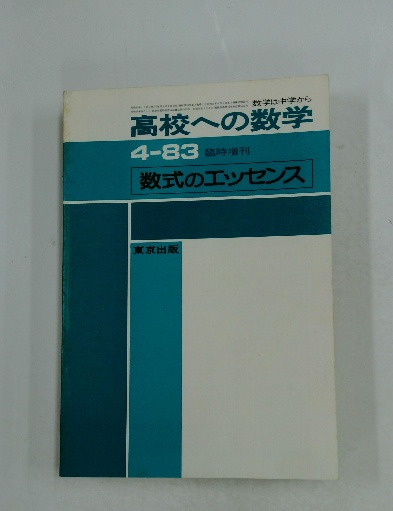 数学は中学から
高校への数学
4-83 臨時増刊
数式のエッセンス
東京出版